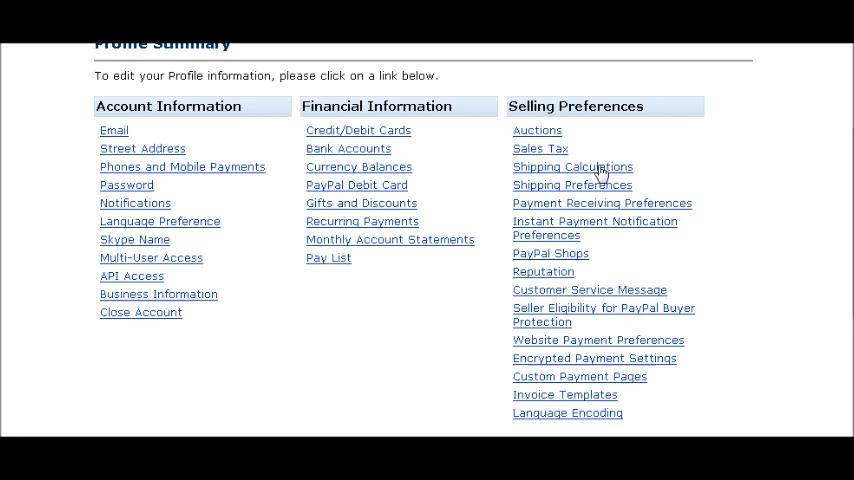 Profile Summary
To edit your Profile information, please click on a link below.
Account Information
Email
Street Address
Phones and Mobile Payments
Password
Notifications
Language Preference
Skype Name
Multi-User Access
API Access
Business Information
Close Account
Financial Information
Credit/Debit Cards
Bank Accounts
Currency Balances
PayPal Debit Card
Gifts and Discounts
Recurring Payments
Monthly Account Statements
Pay List
Selling Preferences
Auctions
Sales Tax
Shipping Calculations
Shipping Preferences
Payment Receiving Preferences
Instant Payment Notification
Preferences
PayPal Shops
Reputation
Customer Service Message
Seller Eligibility for PayPal Buyer
Protection
Website Payment Preferences
Encrypted Payment Settings
Custom Payment Pages
Invoice Templates
Language Encoding